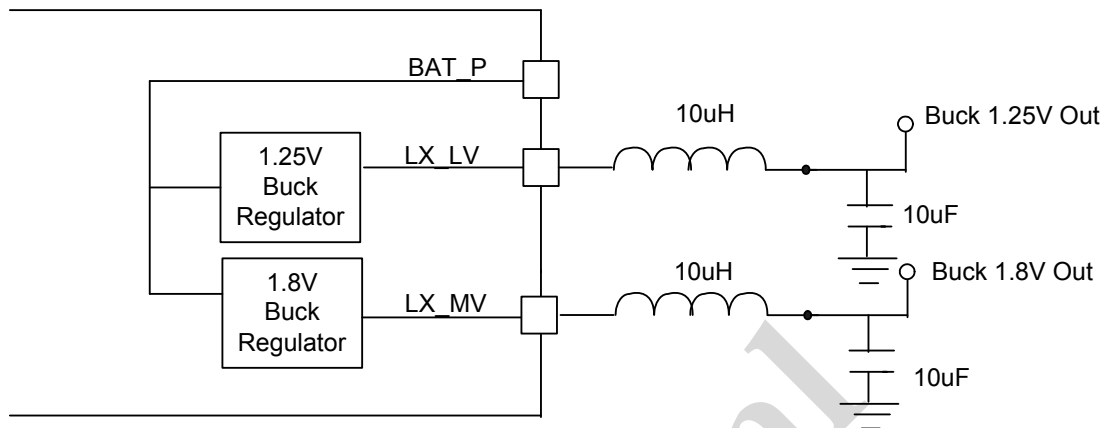 BAT_P
10uH
Buck 1.25V Out
LX_LV
1.25V
Buck
Regulator
10uF
10uH
Buck 1.8V Out
LX_MV
1.8V
Buck
Regulator
10uF